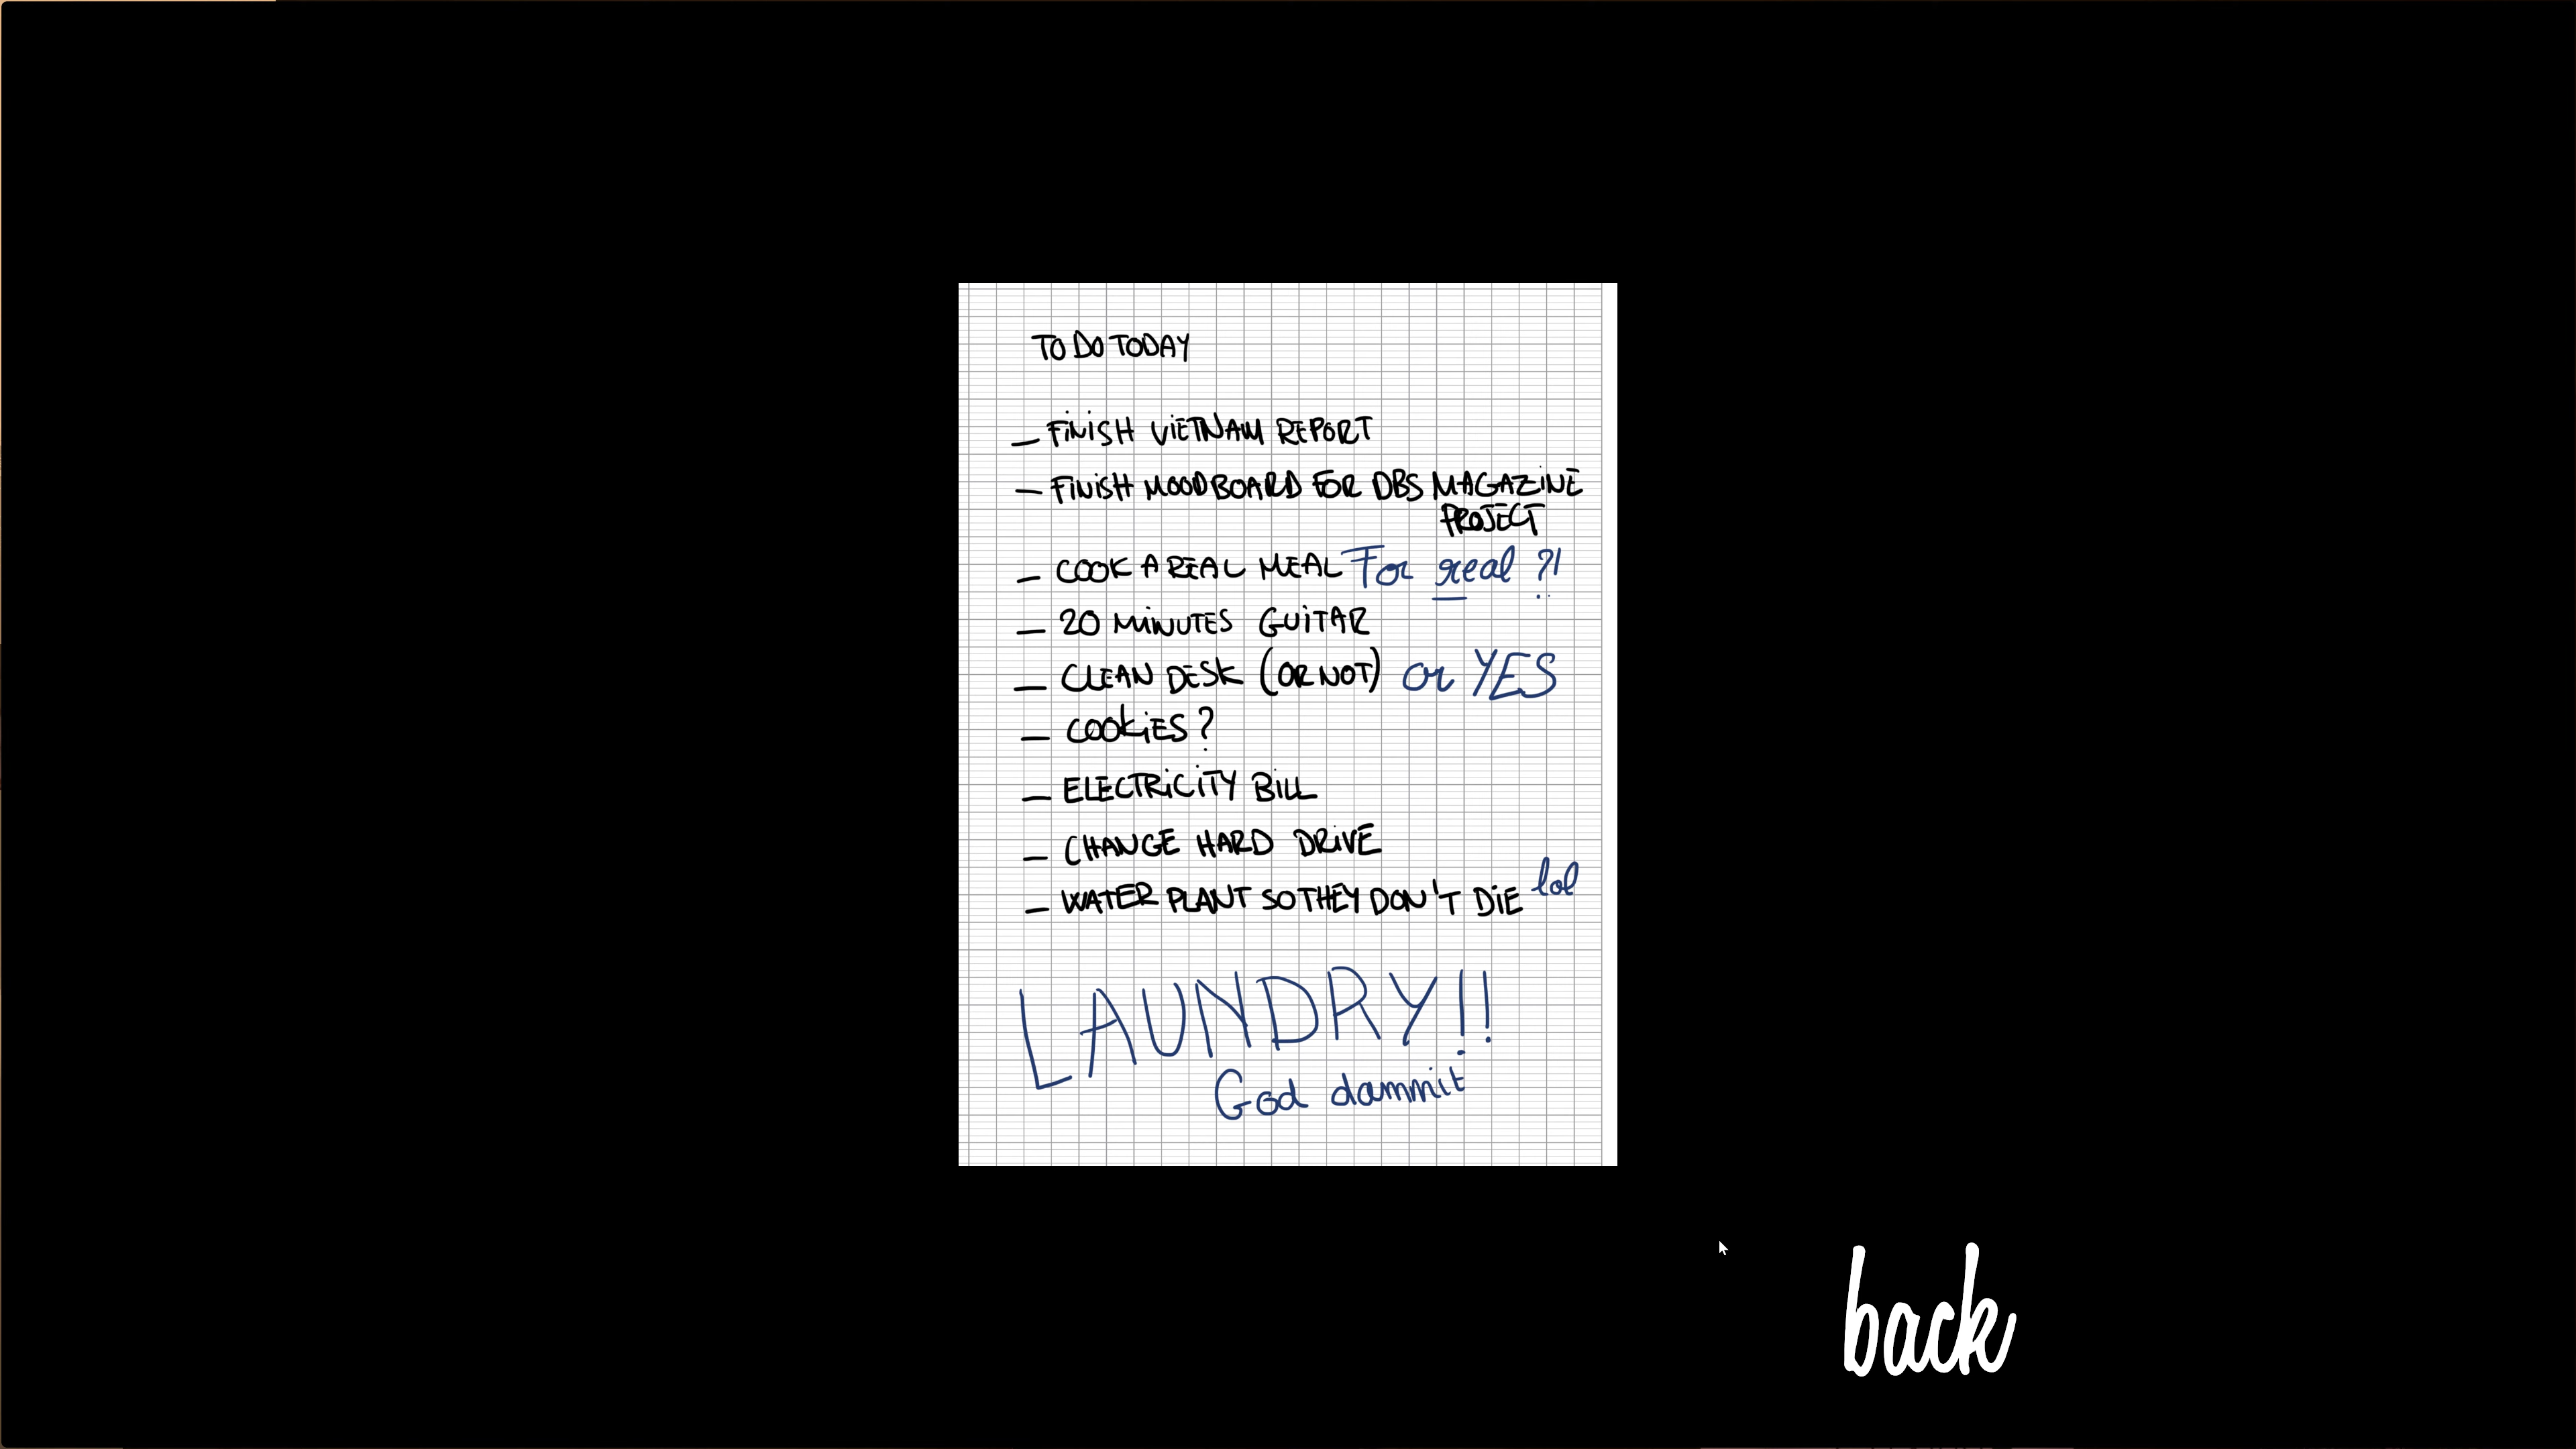 TO DO TODAY
_ FINISH VIETNAM REPORT
_ FINISH MOODBOARD FOR DBS MAGAZINE
PROJECT
_ COOK A REAL MEAL For real ?!
_ 20 MINUTES GUITAR
_ CLEAN DESK (OR NOT) or YES
_ COOKIES?
_ ELECTRICITY BILL
_ CHANGE HARD DRIVE
_ WATER PLANT SO THEY DON'T DIE lol
LAUNDRY!!
God dammit
back